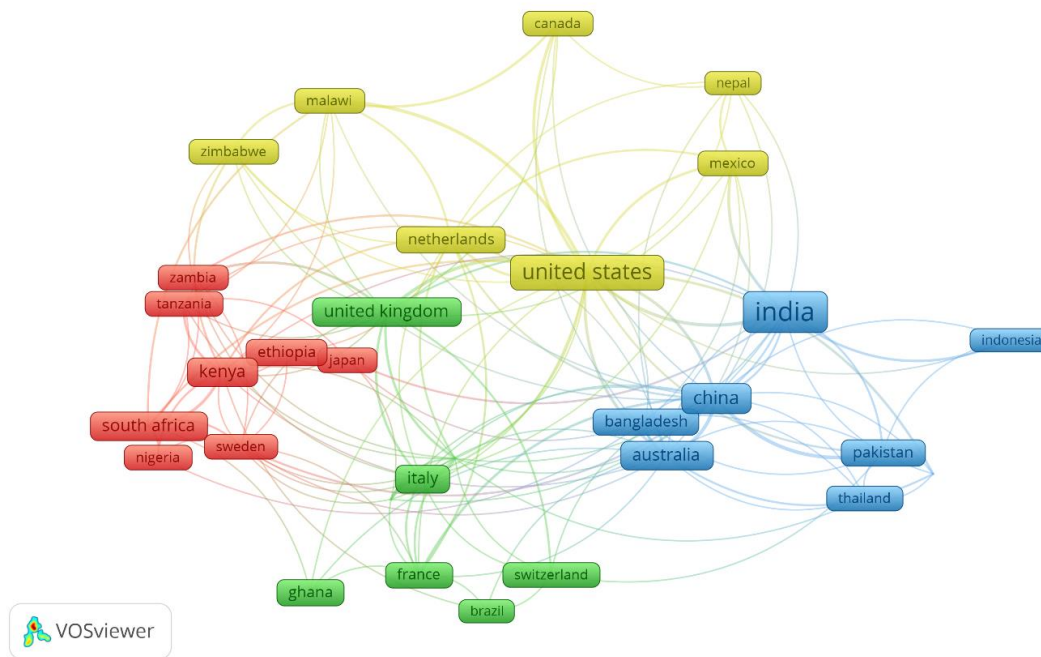 canada
nepal
malawi
zimbabwe
mexico
netherlands
united states
zambia
tanzania
united kingdom
india
indonesia
ethiopia
japan
kenya
china
bangladesh
south africa
sweden
nigeria
australia
pakistan
italy
thailand
france
switzerland
ghana
brazil
VOSviewer